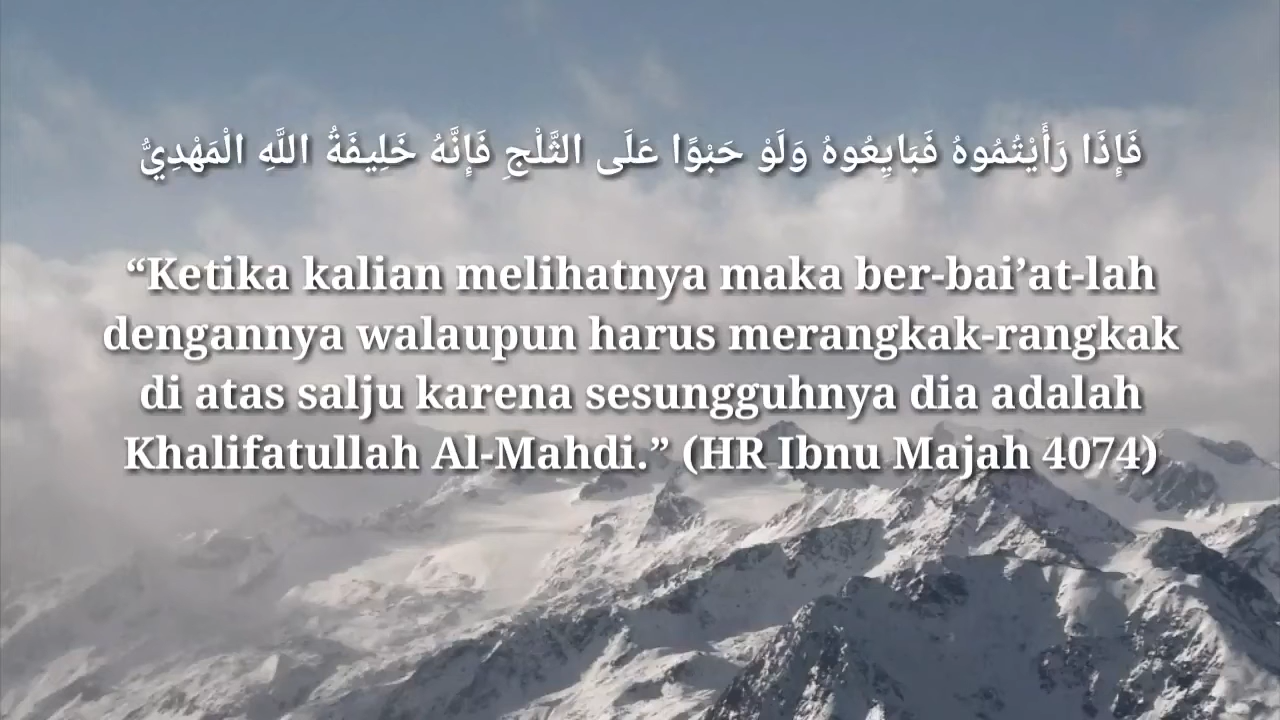 فَإِذَا رَأَيْتُمُوهُ فَبَايِعُوهُ وَلَوْ حَبْوًا عَلَى الثَّلْجِ فَإِنَّهُ خَلِيفَةُ اللَّهِ الْمَهْدِيُّ
“Ketika kalian melihatnya maka ber-bai’at-lah
dengannya walaupun harus merangkak-rangkak
di atas salju karena sesungguhnya dia adalah
Khalifatullah Al-Mahdi.” (HR Ibnu Majah 4074)